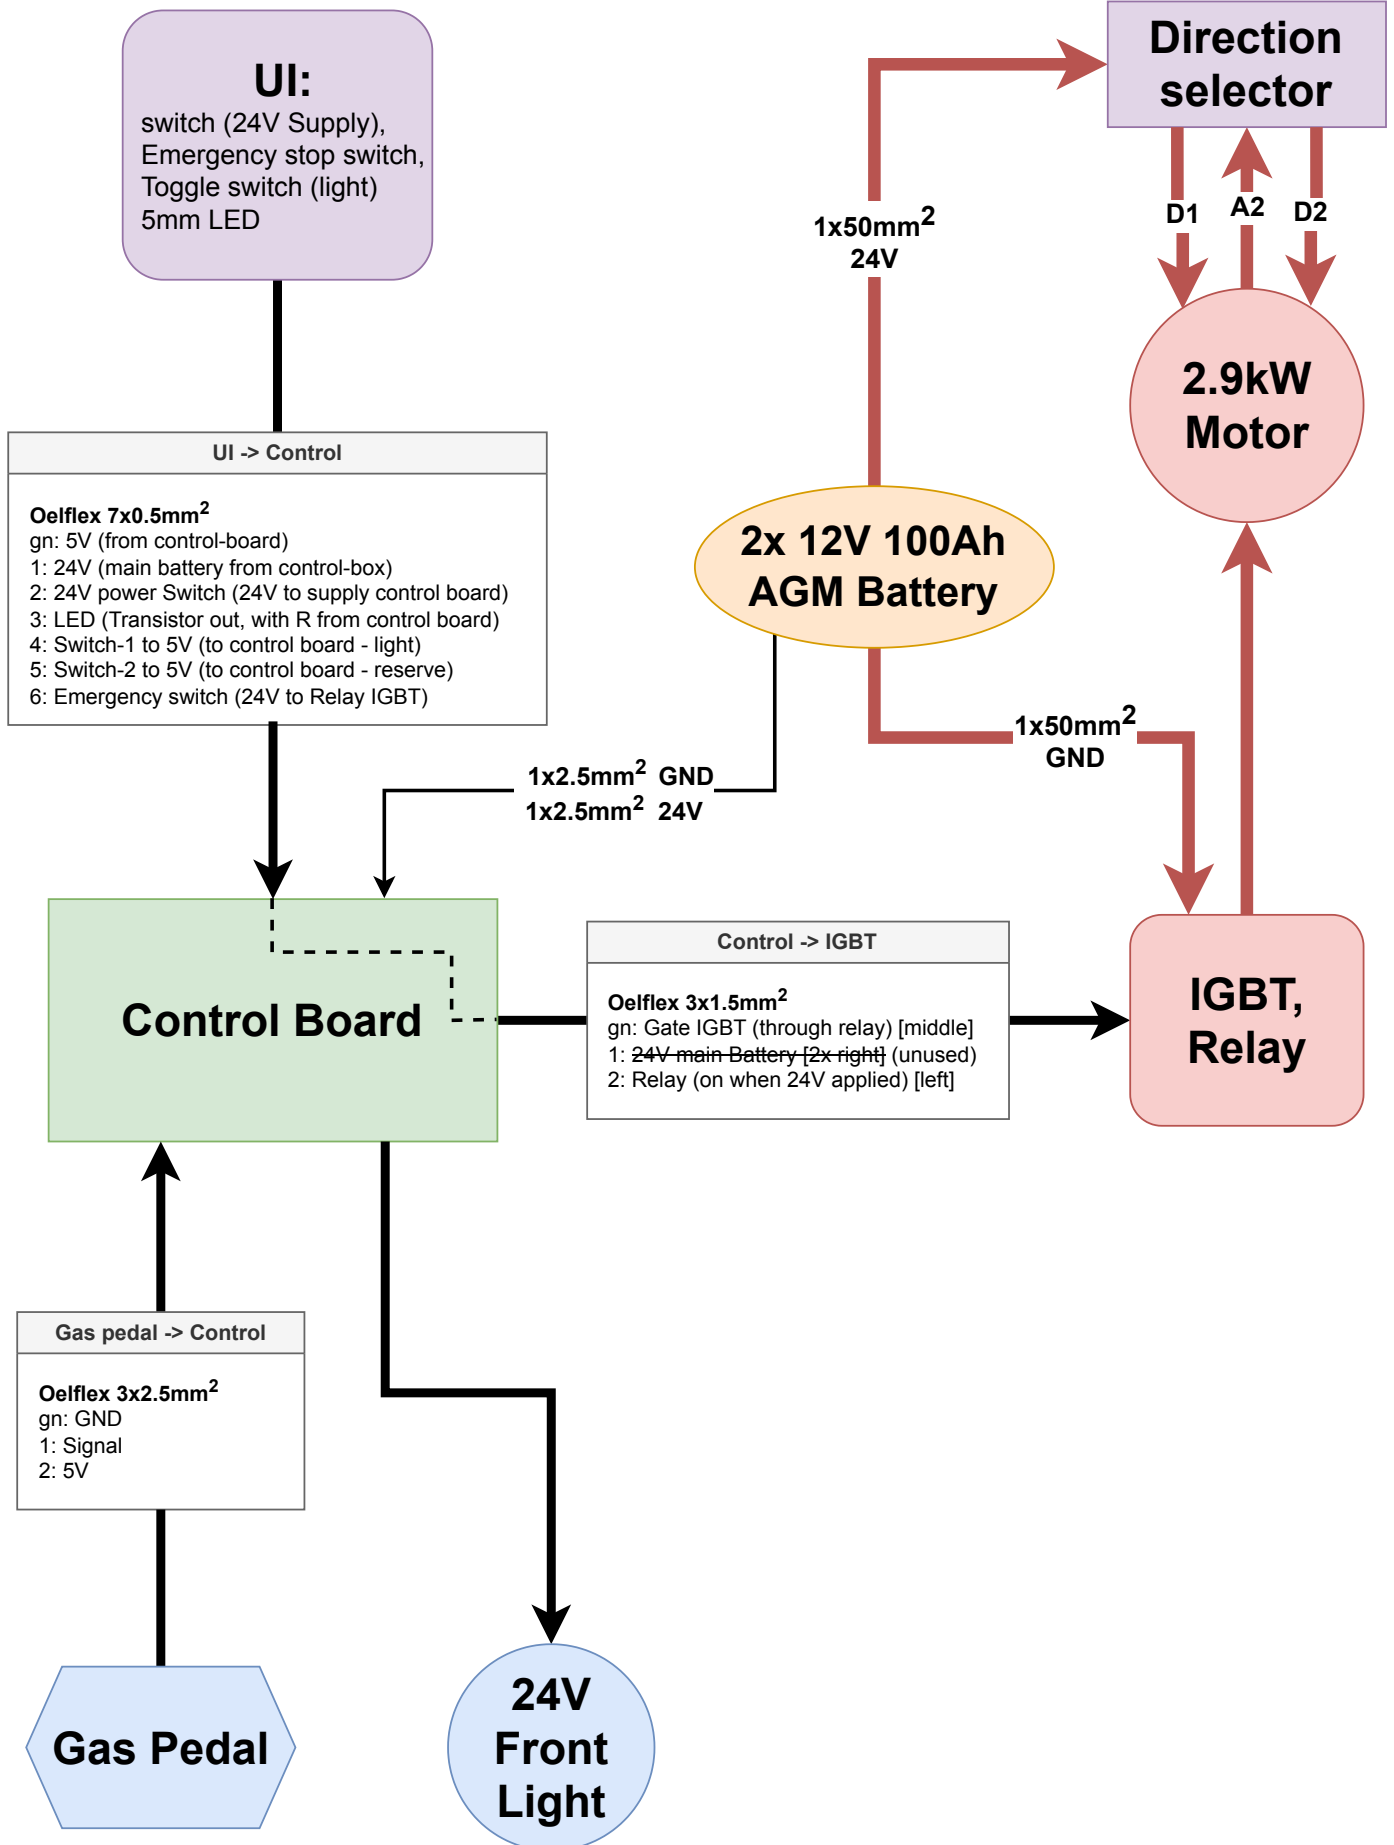 UI:
switch (24V Supply),
Emergency stop switch,
Toggle switch (light)
5mm LED
Direction
selector
D1
A2
D2
1x50mm²
24V
2.9kW
Motor
UI -> Control
Oelflex 7x0.5mm²
gn: 5V (from control-board)
1: 24V (main battery from control-box)
2: 24V power Switch (24V to supply control board)
3: LED (Transistor out, with R from control board)
4: Switch-1 to 5V (to control board - light)
5: Switch-2 to 5V (to control board - reserve)
6: Emergency switch (24V to Relay IGBT)
2x 12V 100Ah
AGM Battery
1x50mm²
GND
1x2.5mm² GND
1x2.5mm² 24V
Control Board
Control -> IGBT
Oelflex 3x1.5mm²
gn: Gate IGBT (through relay) [middle]
1: 24V main Battery [2x right] (unused)
2: Relay (on when 24V applied) [left]
IGBT,
Relay
Gas pedal -> Control
Oelflex 3x2.5mm²
gn: GND
1: Signal
2: 5V
Gas Pedal
24V
Front
Light